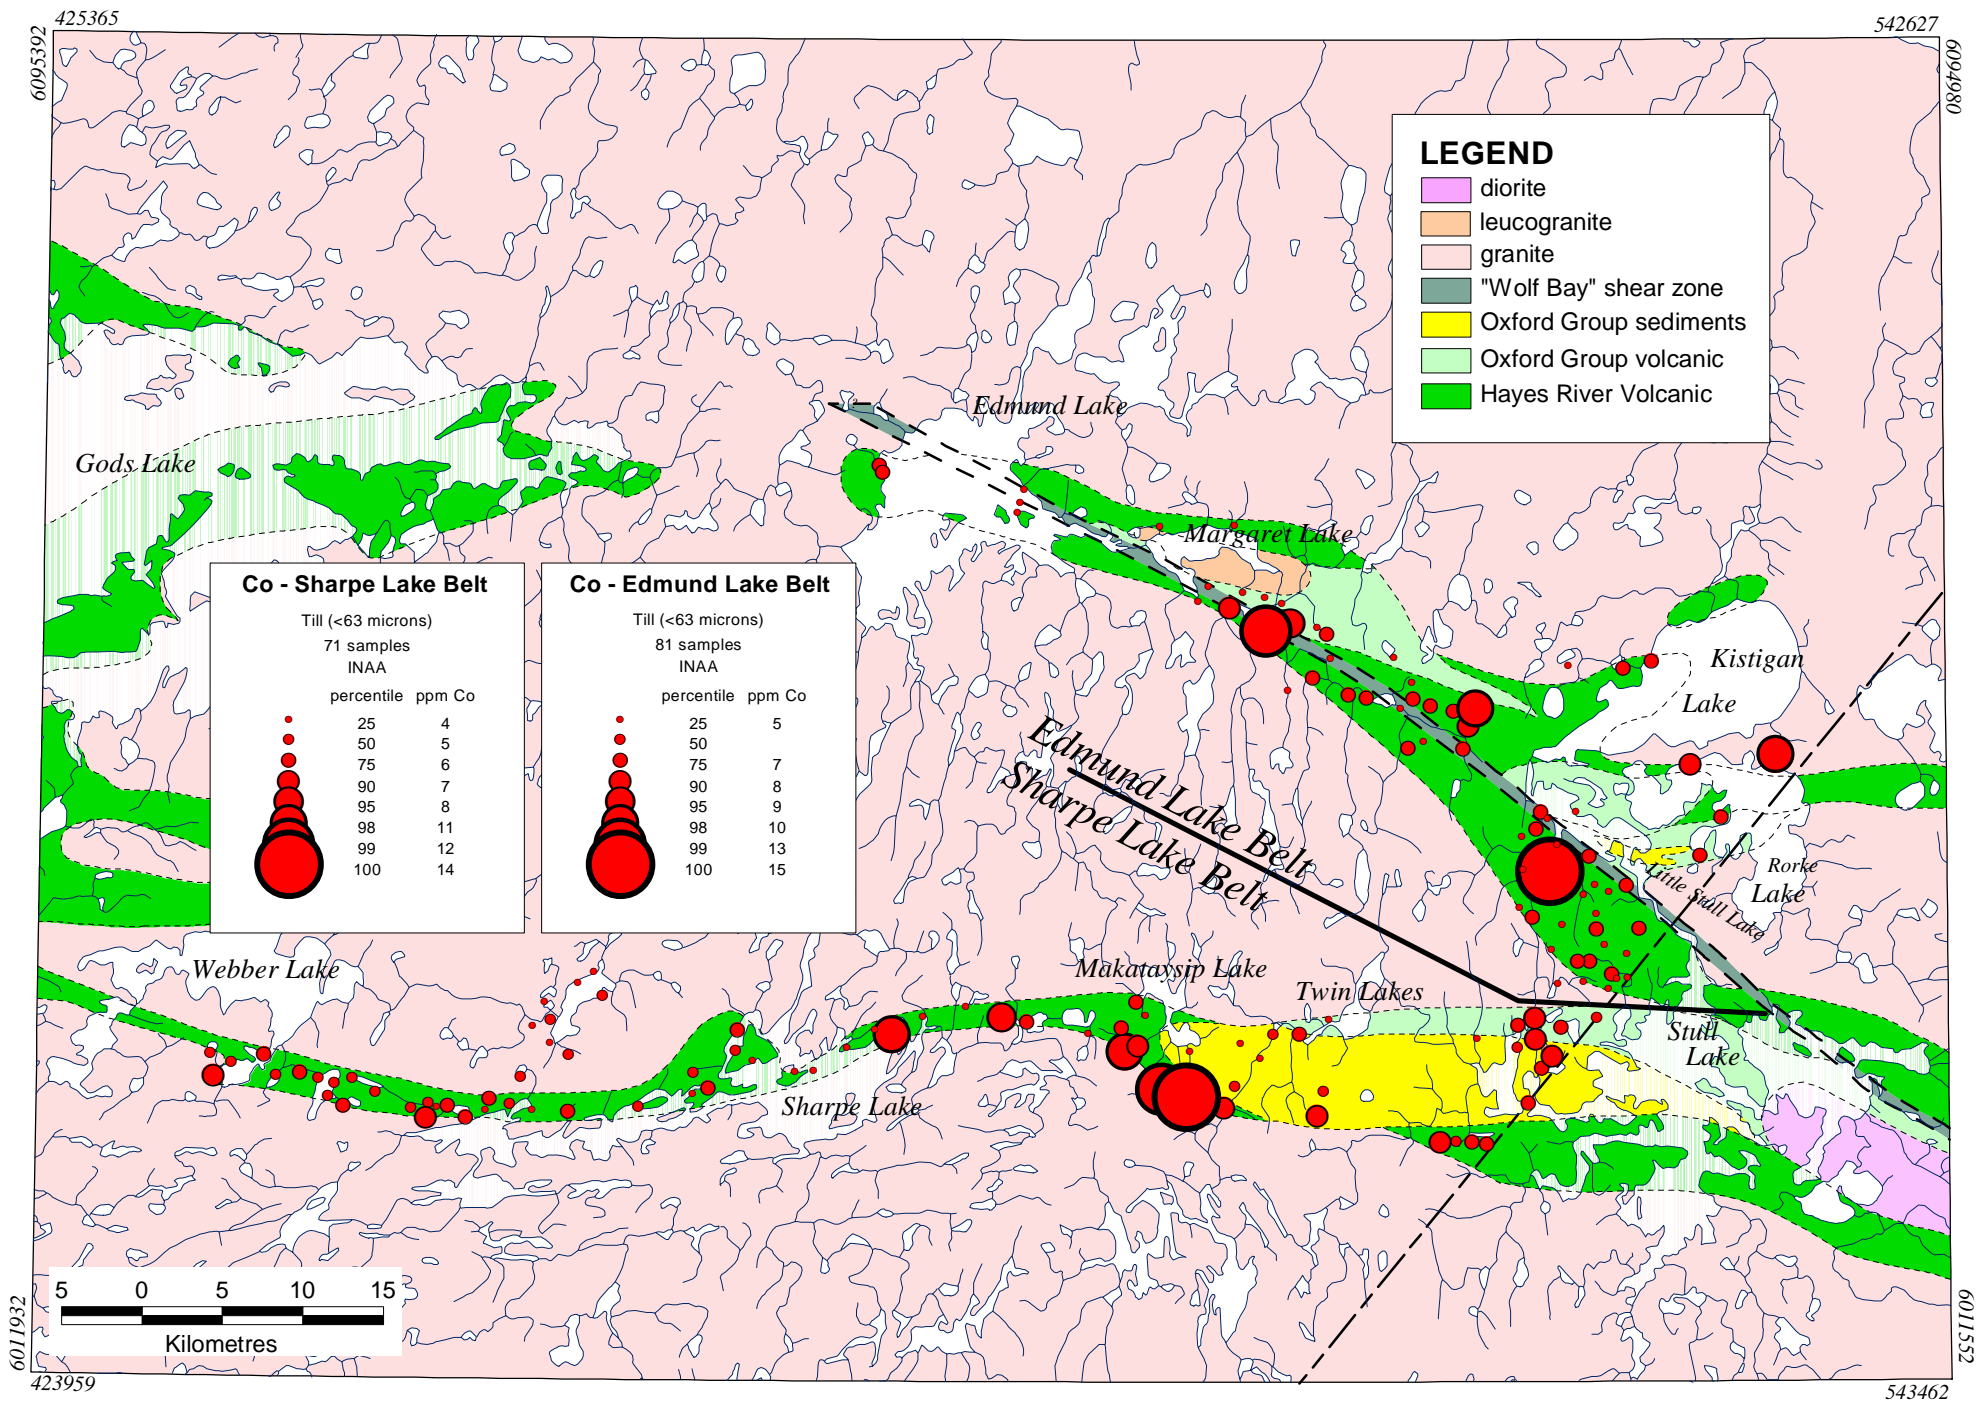 425365
542627
6095392
6094980
LEGEND
diorite
leucogranite
granite
"Wolf Bay" shear zone
Oxford Group sediments
Oxford Group volcanic
Hayes River Volcanic
Edmund Lake
Gods Lake
Margaret Lake
Co - Sharpe Lake Belt
Till (<63 microns)
71 samples
INAA
percentile ppm Co
25 4
50 5
75 6
90 7
95 8
98 11
99 12
100 14
Co - Edmund Lake Belt
Till (<63 microns)
81 samples
INAA
percentile ppm Co
25 5
50
75 7
90 8
95 9
98 10
99 13
100 15
Kistigan
Lake
Edmund Lake Belt
Sharpe Lake Belt
Rorke
Lake
Little Stull Lake
Webber Lake
Makataysip Lake
Twin Lakes
Stull
Lake
Sharpe Lake
5 0 5 10 15
Kilometres
6011932
6011552
423959
543462